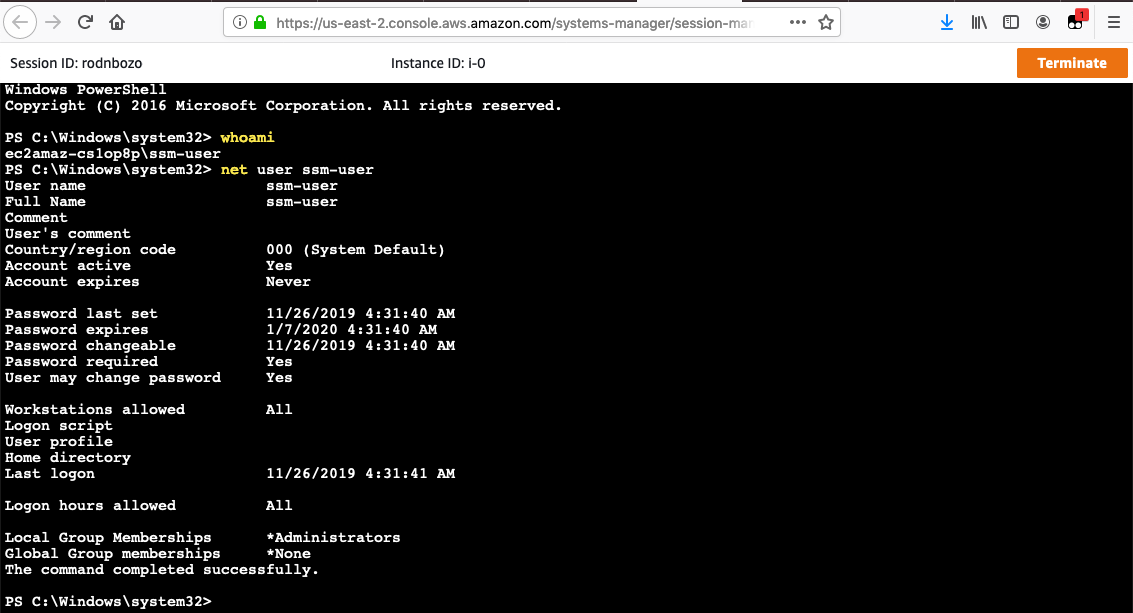 https://us-east-2.console.aws.amazon.com/systems-manager/session-mar
1
Session ID: rodnbozo Instance ID: i-0 Terminate
Windows PowerShell
Copyright (C) 2016 Microsoft Corporation. All rights reserved.
PS C:\Windows\system32> whoami
ec2amaz-cs1op8p\ssm-user
PS C:\Windows\system32> net user ssm-user
User name ssm-user
Full Name ssm-user
Comment
User's comment
Country/region code 000 (System Default)
Account active Yes
Account expires Never
Password last set 11/26/2019 4:31:40 AM
Password expires 1/7/2020 4:31:40 AM
Password changeable 11/26/2019 4:31:40 AM
Password required Yes
User may change password Yes
Workstations allowed All
Logon script
User profile
Home directory
Last logon 11/26/2019 4:31:41 AM
Logon hours allowed All
Local Group Memberships *Administrators
Global Group memberships *None
The command completed successfully.
PS C:\Windows\system32>